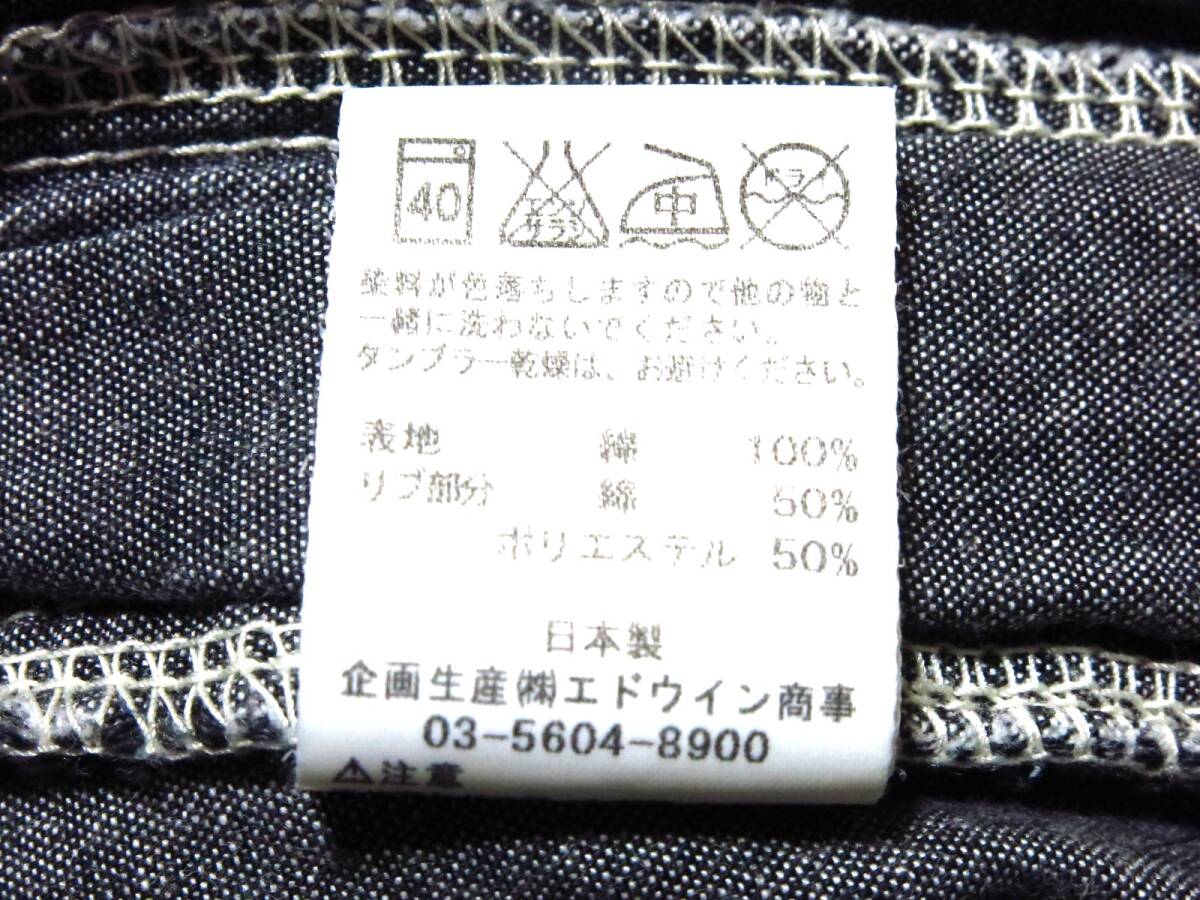 40 エンソサラシ 中 ドライ
染料が色落ちしますので他の物と
一緒に洗わないでください。
タンブラー乾燥は、お避けください。
表地 綿 100%
リブ部分 綿 50%
ポリエステル 50%
日本製
企画生産㈱エドウイン商事
03-5604-8900
⚠注意